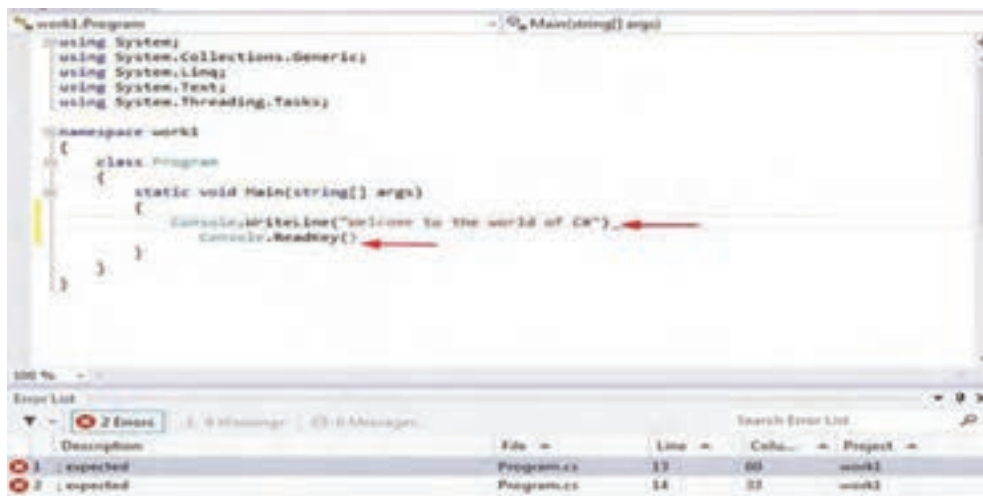 work1.Program
Main(string[] args)
using System;
using System.Collections.Generic;
using System.Linq;
using System.Text;
using System.Threading.Tasks;
namespace work1
{
class Program
{
static void Main(string[] args)
{
Console.WriteLine("Welcome to the world of C#")
Console.ReadKey()
}
}
}
100 %
Error List
2 Errors
0 Warnings
0 Messages
Search Error List
Description
File
Line
Colu...
Project
1
; expected
Program.cs
13
60
work1
2
; expected
Program.cs
14
33
work1